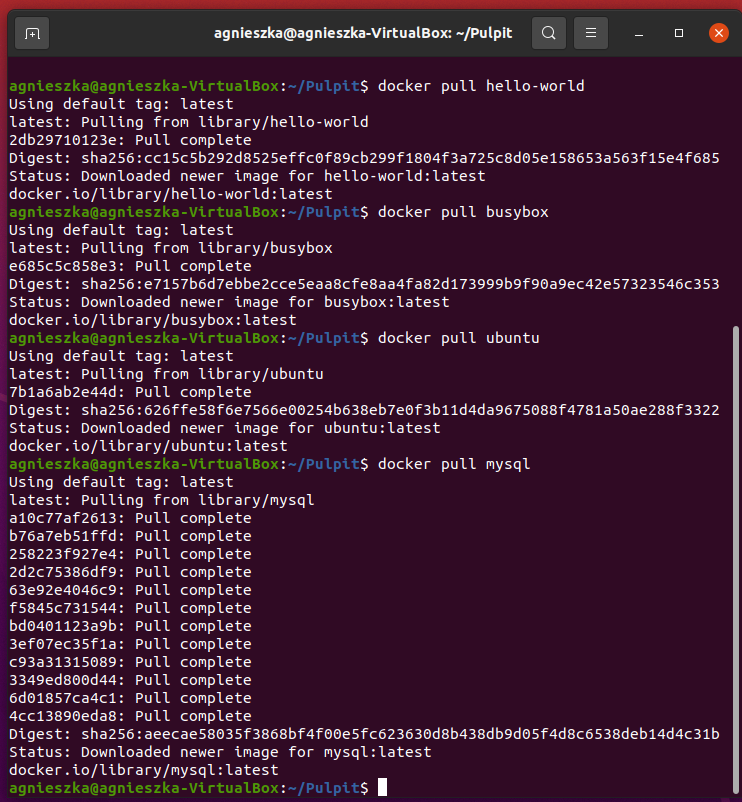 agnieszka@agnieszka-VirtualBox: ~/Pulpit
agnieszka@agnieszka-VirtualBox:~/Pulpit$ docker pull hello-world
Using default tag: latest
latest: Pulling from library/hello-world
2db29710123e: Pull complete
Digest: sha256:cc15c5b292d8525effc0f89cb299f1804f3a725c8d05e158653a563f15e4f685
Status: Downloaded newer image for hello-world:latest
docker.io/library/hello-world:latest
agnieszka@agnieszka-VirtualBox:~/Pulpit$ docker pull busybox
Using default tag: latest
latest: Pulling from library/busybox
e685c5c858e3: Pull complete
Digest: sha256:e7157b6d7ebbe2cce5eaa8cfe8aa4fa82d173999b9f90a9ec42e57323546c353
Status: Downloaded newer image for busybox:latest
docker.io/library/busybox:latest
agnieszka@agnieszka-VirtualBox:~/Pulpit$ docker pull ubuntu
Using default tag: latest
latest: Pulling from library/ubuntu
7b1a6ab2e44d: Pull complete
Digest: sha256:626ffe58f6e7566e00254b638eb7e0f3b11d4da9675088f4781a50ae288f3322
Status: Downloaded newer image for ubuntu:latest
docker.io/library/ubuntu:latest
agnieszka@agnieszka-VirtualBox:~/Pulpit$ docker pull mysql
Using default tag: latest
latest: Pulling from library/mysql
a10c77af2613: Pull complete
b76a7eb51ffd: Pull complete
258223f927e4: Pull complete
2d2c75386df9: Pull complete
63e92e4046c9: Pull complete
f5845c731544: Pull complete
bd0401123a9b: Pull complete
3ef07ec35f1a: Pull complete
c93a31315089: Pull complete
3349ed800d44: Pull complete
6d01857ca4c1: Pull complete
4cc13890eda8: Pull complete
Digest: sha256:aeecae58035f3868bf4f00e5fc623630d8b438db9d05f4d8c6538deb14d4c31b
Status: Downloaded newer image for mysql:latest
docker.io/library/mysql:latest
agnieszka@agnieszka-VirtualBox:~/Pulpit$